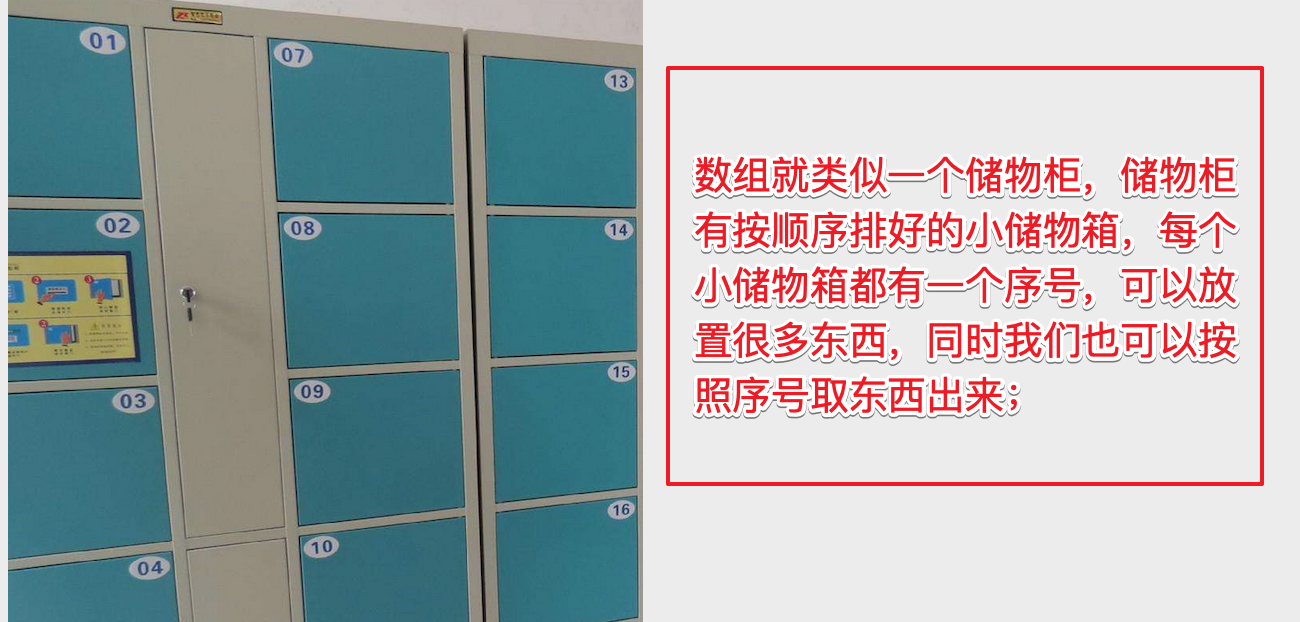 01
07
13
02
08
14
03
09
15
04
10
16
数组就类似一个储物柜，储物柜
有按顺序排好的小储物箱，每个
小储物箱都有一个序号，可以放
置很多东西，同时我们也可以按
照序号取东西出来；